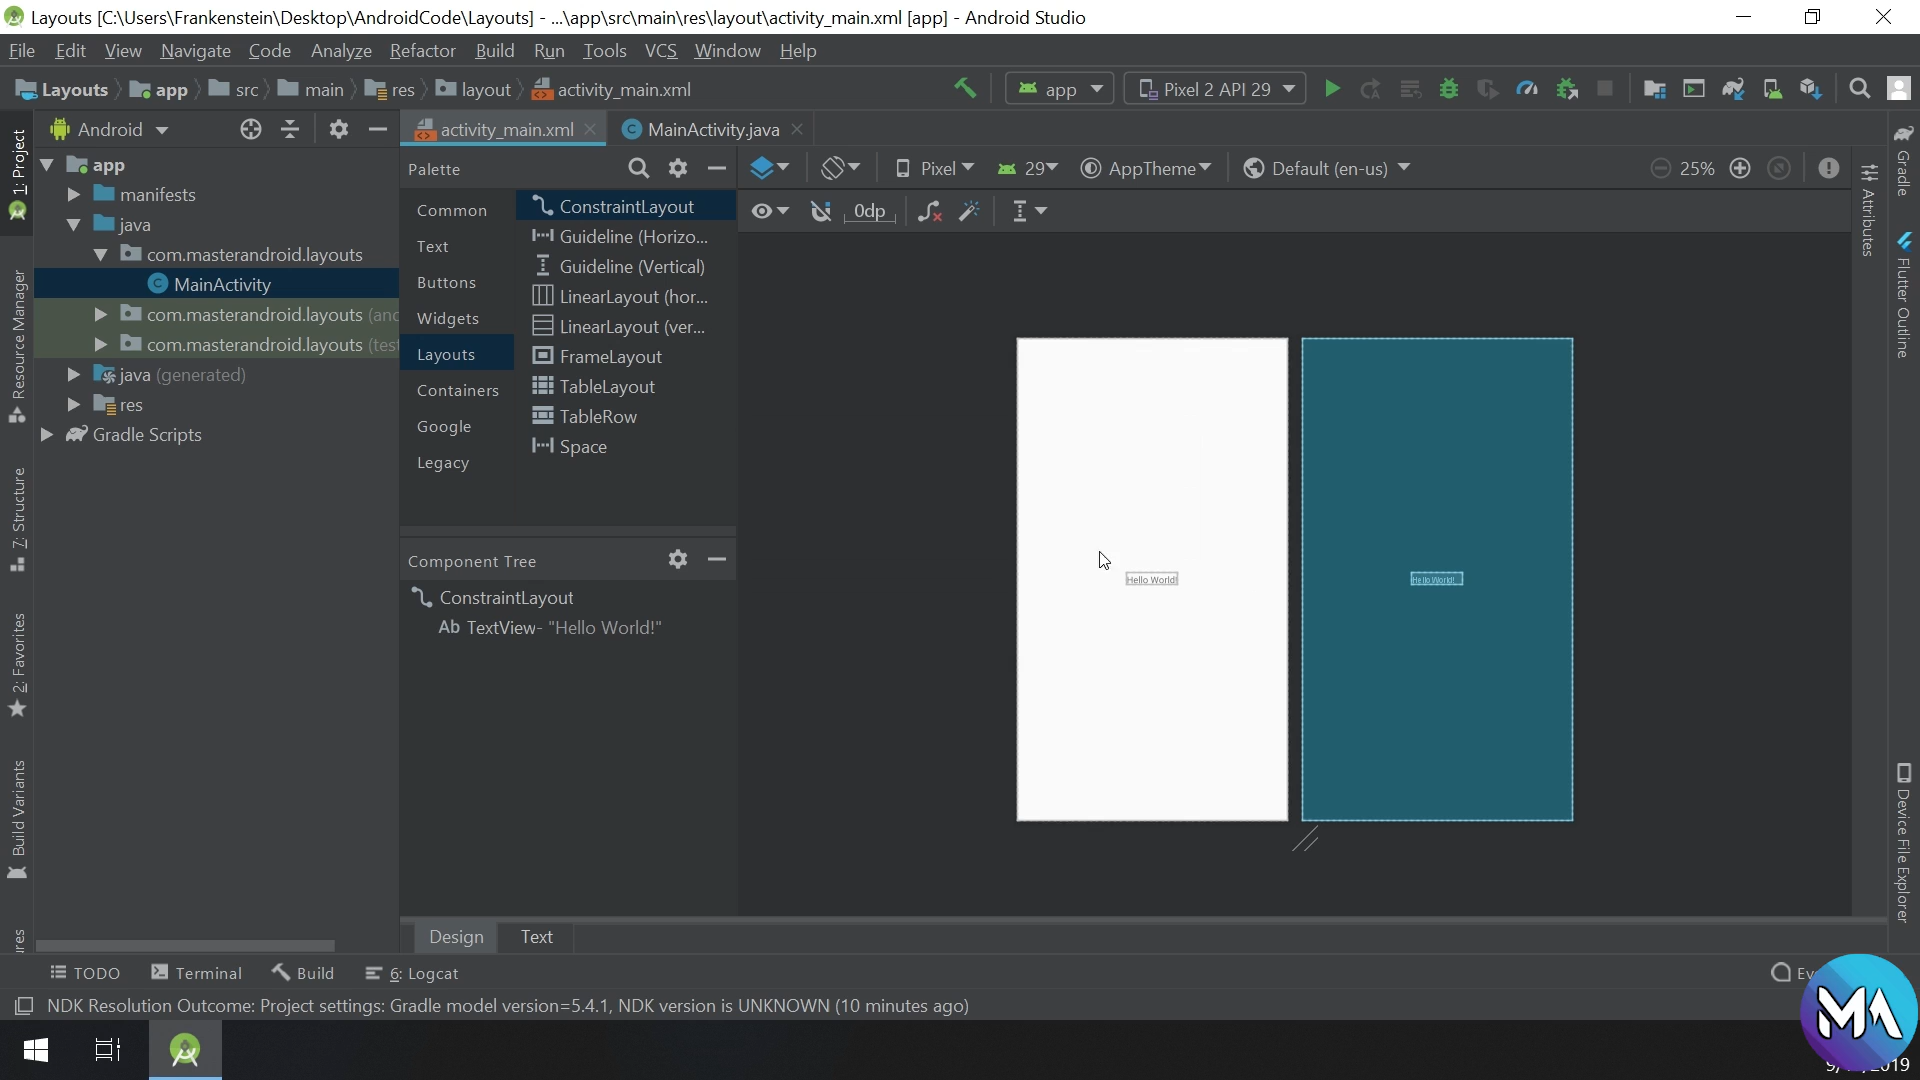 Layouts [C:\Users\Frankenstein\Desktop\AndroidCode\Layouts] - ...\app\src\main\res\layout\activity_main.xml [app] - Android Studio
File Edit View Navigate Code Analyze Refactor Build Run Tools VCS Window Help
Layouts app src main res layout activity_main.xml app Pixel 2 API 29
1: Project
Resource Manager
7: Structure
2: Favorites
Build Variants
Android
app
manifests
java
com.masterandroid.layouts
MainActivity
com.masterandroid.layouts (and
com.masterandroid.layouts (test
java (generated)
res
Gradle Scripts
activity_main.xml MainActivity.java
Palette
Common
Text
Buttons
Widgets
Layouts
Containers
Google
Legacy
ConstraintLayout
Guideline (Horizo...
Guideline (Vertical)
LinearLayout (hor...
LinearLayout (ver...
FrameLayout
TableLayout
TableRow
Space
Component Tree
ConstraintLayout
Ab TextView- "Hello World!"
Pixel 29 AppTheme Default (en-us) 25%
0dp
Hello World!
Hello World!
Attributes
Gradle
Flutter Outline
Device File Explorer
Design Text
TODO Terminal Build 6: Logcat
NDK Resolution Outcome: Project settings: Gradle model version=5.4.1, NDK version is UNKNOWN (10 minutes ago)
MA